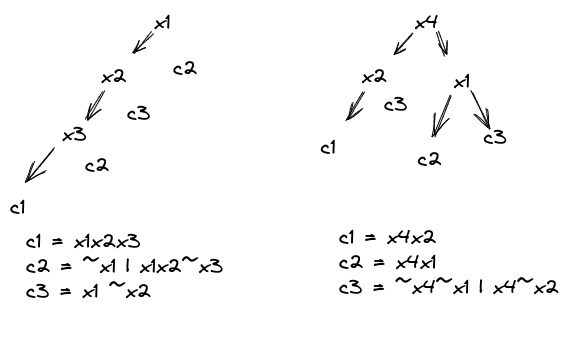 x1
x2
c2
x3
c3
c2
c1
c1 = x1x2x3
c2 = ~x1 | x1x2~x3
c3 = x1 ~x2
x4
x2
x1
c3
c1
c2
c3
c1 = x4x2
c2 = x4x1
c3 = ~x4~x1 | x4~x2